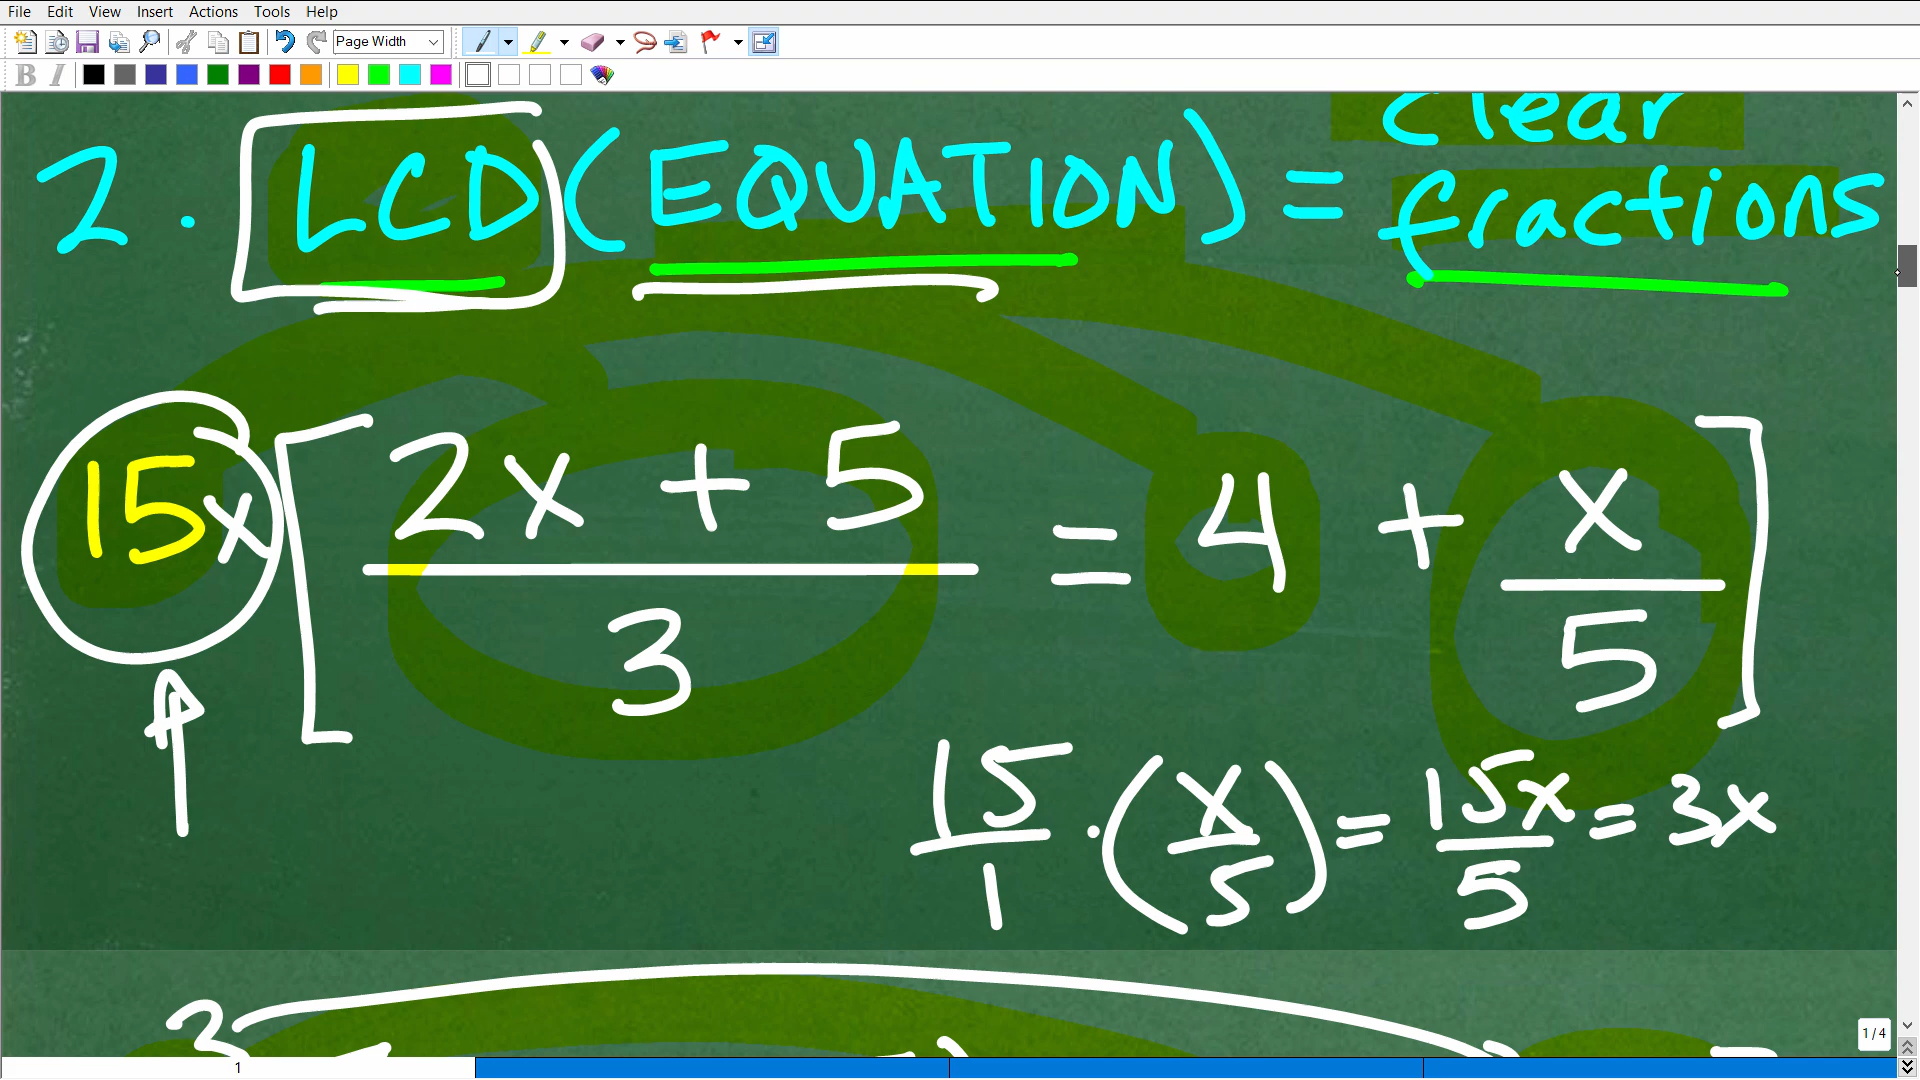 File Edit View Insert Actions Tools Help
Page Width
B I
clear
2. LCD (EQUATION) = fractions
15x [ 2x + 5 / 3 = 4 + x / 5 ]
15/1 · (x/5) = 15x/5 = 3x
3
1 / 4
1